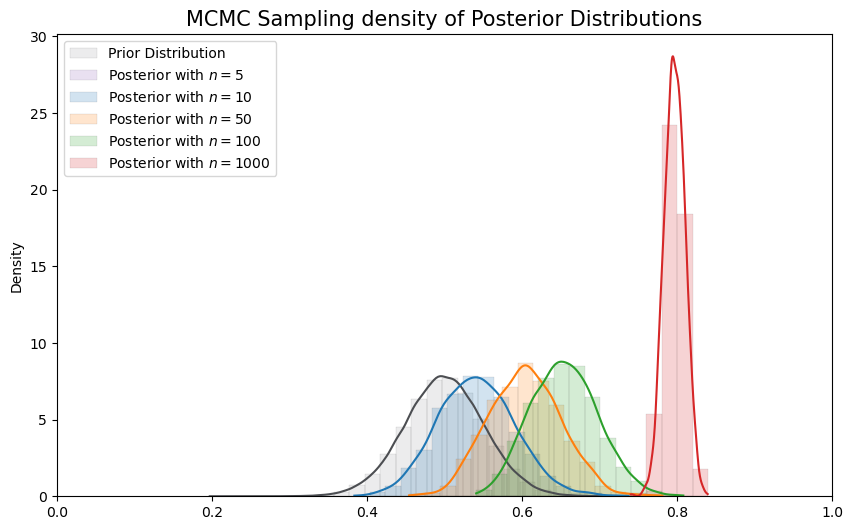 MCMC Sampling density of Posterior Distributions
30
25
20
15
10
5
0
Density
Prior Distribution
Posterior with n = 5
Posterior with n = 10
Posterior with n = 50
Posterior with n = 100
Posterior with n = 1000
0.0 0.2 0.4 0.6 0.8 1.0